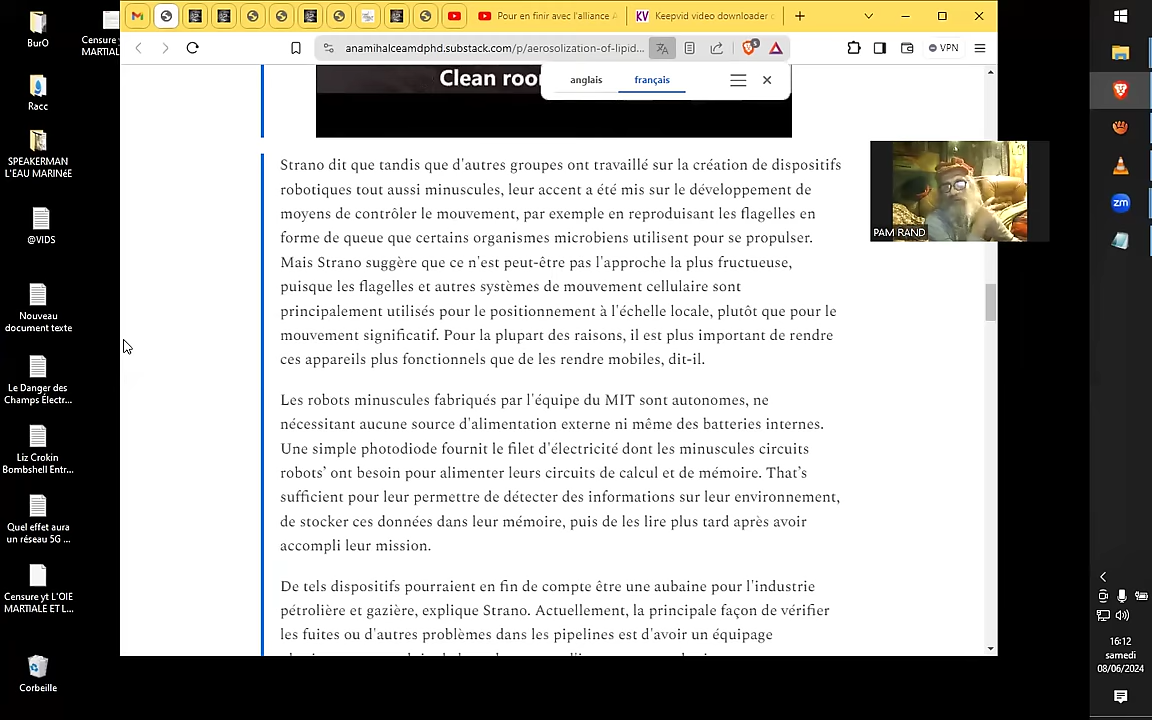 BurO
Censure yt
MARTIALE ET L...
Racc
SPEAKERMAN
L'EAU MARINéE
@VIDS
Nouveau
document texte
Le Danger des
Champs Électr...
Liz Crokin
Bombshell Entr...
Quel effet aura
un réseau 5G ...
Censure yt L'OIE
MARTIALE ET L...
Corbeille
Pour en finir avec l'alliance
KV Keepvid video downloader
anamihalceamdphd.substack.com/p/aerosolization-of-lipid...
VPN
anglais
français
Clean roo
Strano dit que tandis que d'autres groupes ont travaillé sur la création de dispositifs
robotiques tout aussi minuscules, leur accent a été mis sur le développement de
moyens de contrôler le mouvement, par exemple en reproduisant les flagelles en
forme de queue que certains organismes microbiens utilisent pour se propulser.
Mais Strano suggère que ce n'est peut-être pas l'approche la plus fructueuse,
puisque les flagelles et autres systèmes de mouvement cellulaire sont
principalement utilisés pour le positionnement à l'échelle locale, plutôt que pour le
mouvement significatif. Pour la plupart des raisons, il est plus important de rendre
ces appareils plus fonctionnels que de les rendre mobiles, dit-il.
Les robots minuscules fabriqués par l'équipe du MIT sont autonomes, ne
nécessitant aucune source d'alimentation externe ni même des batteries internes.
Une simple photodiode fournit le filet d'électricité dont les minuscules circuits
robots' ont besoin pour alimenter leurs circuits de calcul et de mémoire. That's
sufficient pour leur permettre de détecter des informations sur leur environnement,
de stocker ces données dans leur mémoire, puis de les lire plus tard après avoir
accompli leur mission.
De tels dispositifs pourraient en fin de compte être une aubaine pour l'industrie
pétrolière et gazière, explique Strano. Actuellement, la principale façon de vérifier
les fuites ou d'autres problèmes dans les pipelines est d'avoir un équipage
PAM RAND
zm
16:12
samedi
08/06/2024